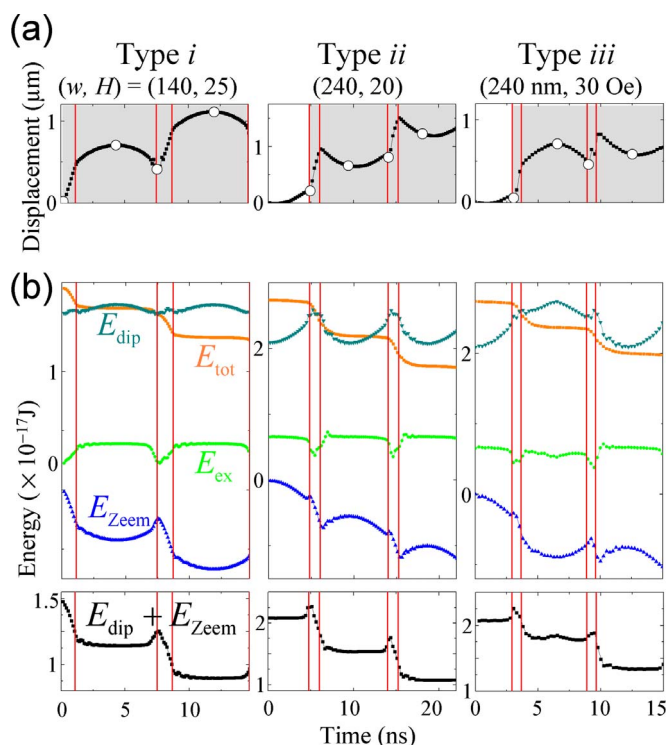 (a)
Type i Type ii Type iii
(w, H) = (140, 25) (240, 20) (240 nm, 30 Oe)
Displacement (μm)
1 1 1
0 0 0
(b)
E_dip
E_tot
E_ex
E_Zeem
Energy (× 10⁻¹⁷J)
1 2 2
0 0 0
E_dip + E_Zeem
1.5 2 2
1 1 1
0 5 10 0 10 20 0 5 10 15
Time (ns)